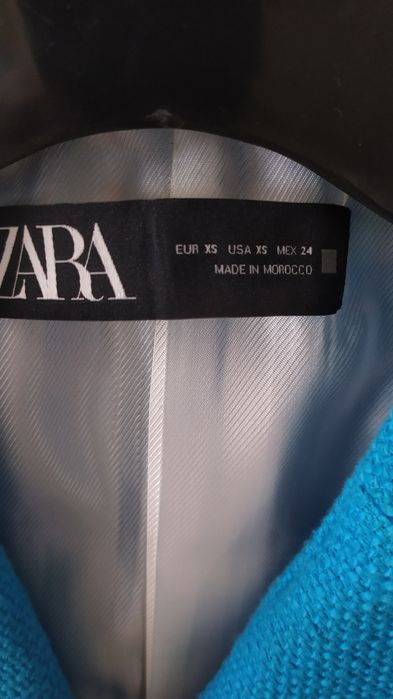 ZARA
EUR XS USA XS MEX 24
MADE IN MOROCCO